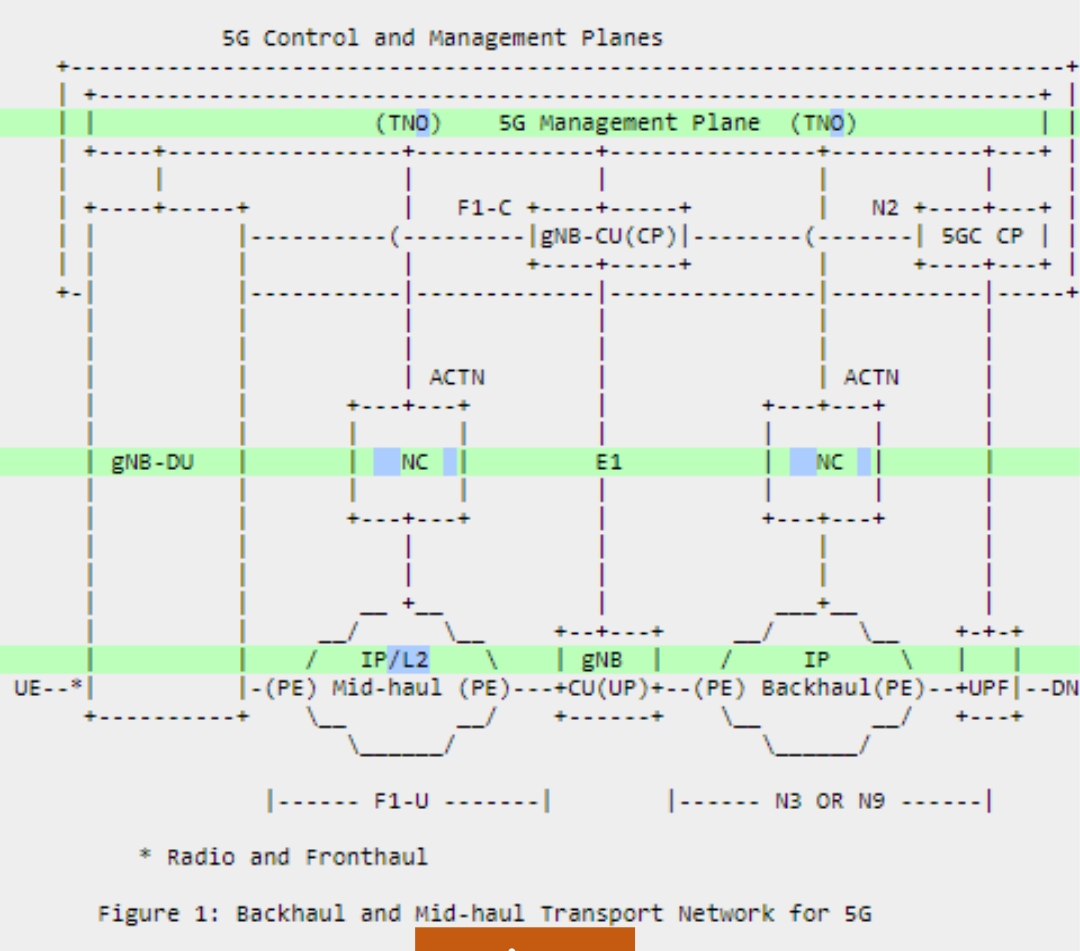 5G Control and Management Planes
(TNO) 5G Management Plane (TNO)
F1-C N2
gNB-CU(CP) 5GC CP
ACTN ACTN
gNB-DU NC E1 NC
IP/L2 gNB IP
UE--*| |-(PE) Mid-haul (PE)---+CU(UP)+--(PE) Backhaul(PE)--+UPF|--DN
|------ F1-U -------| |------ N3 OR N9 ------|
* Radio and Fronthaul
Figure 1: Backhaul and Mid-haul Transport Network for 5G